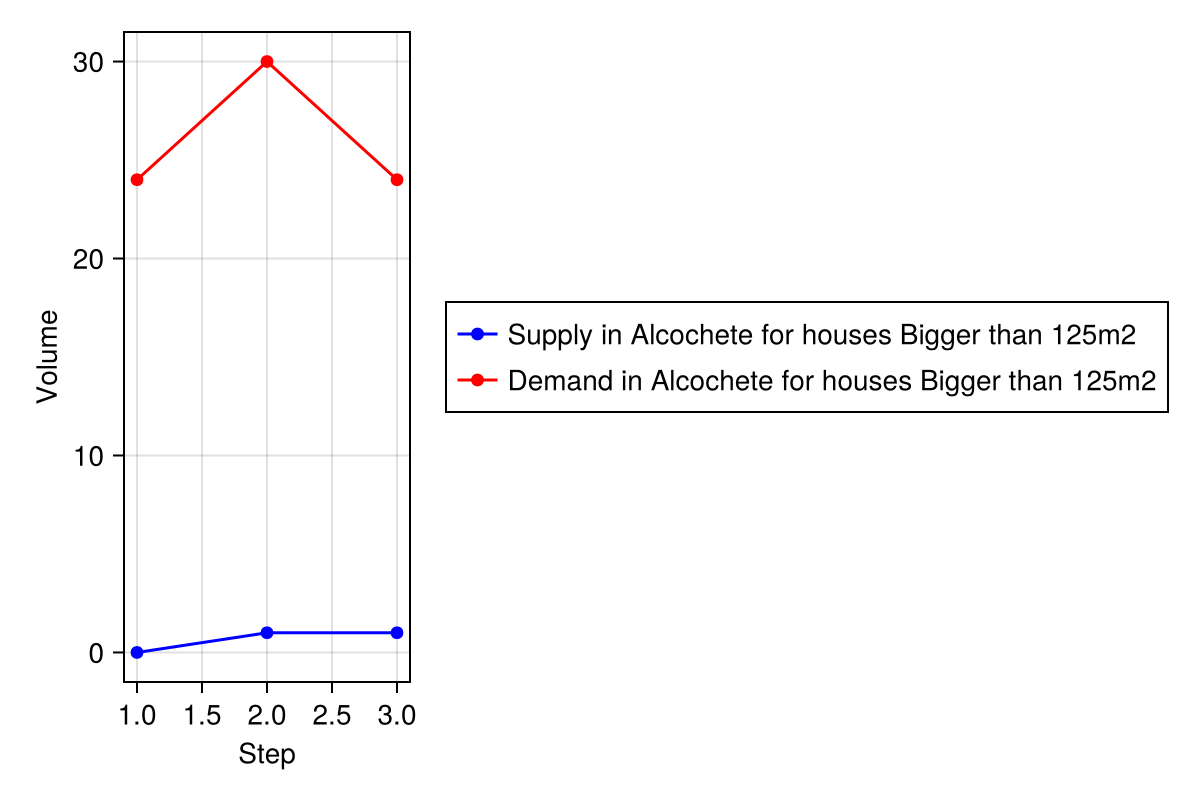 30
20
10
0
Volume
1.0 1.5 2.0 2.5 3.0
Step
Supply in Alcochete for houses Bigger than 125m2
Demand in Alcochete for houses Bigger than 125m2